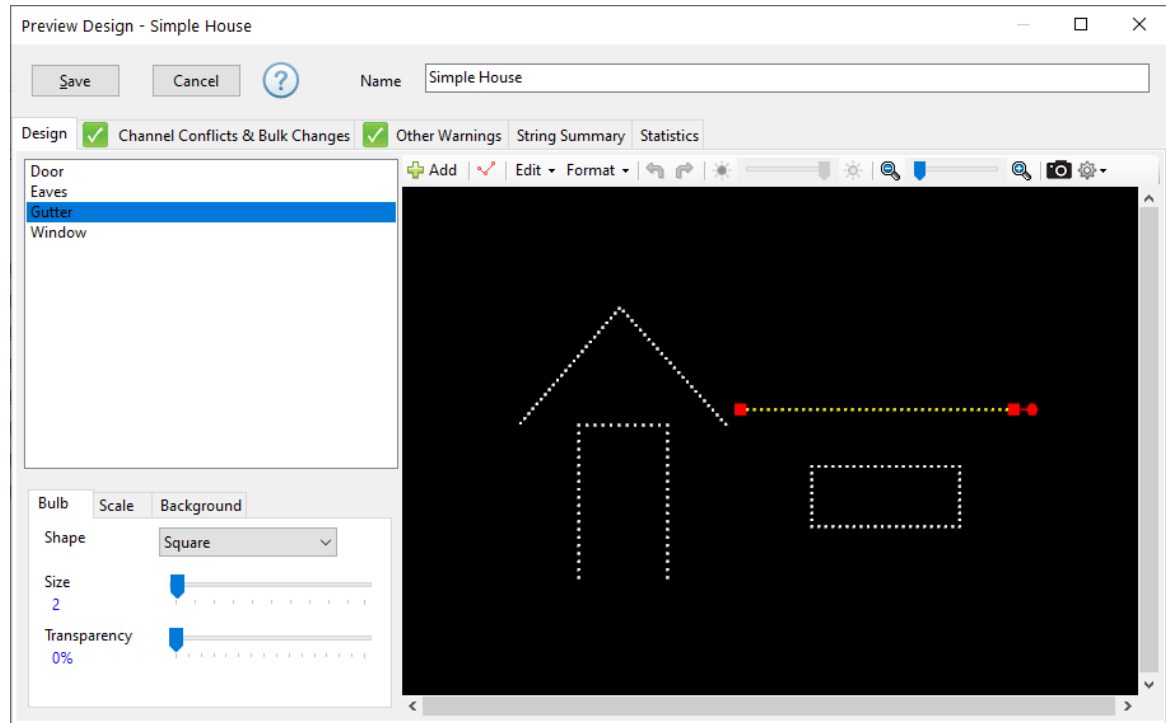 Preview Design - Simple House
Save Cancel ? Name Simple House
Design Channel Conflicts & Bulk Changes Other Warnings String Summary Statistics
Add Edit Format
Door
Eaves
Gutter
Window
Bulb Scale Background
Shape Square
Size
2
Transparency
0%